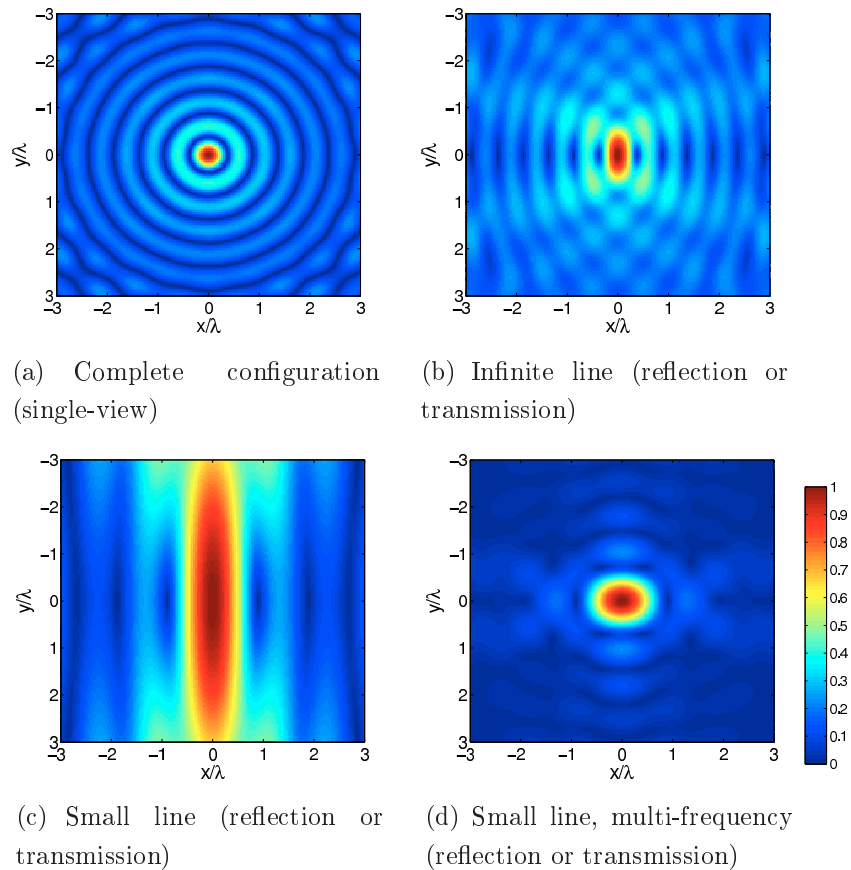 −3
−2
−1
0
1
2
3
y/λ
−3 −2 −1 0 1 2 3
x/λ
(a) Complete configuration
(single-view)
−3
−2
−1
0
1
2
3
y/λ
−3 −2 −1 0 1 2 3
x/λ
(b) Infinite line (reflection or
transmission)
−3
−2
−1
0
1
2
3
y/λ
−3 −2 −1 0 1 2 3
x/λ
(c) Small line (reflection or
transmission)
−3
−2
−1
0
1
2
3
y/λ
−3 −2 −1 0 1 2 3
x/λ
1
0.9
0.8
0.7
0.6
0.5
0.4
0.3
0.2
0.1
0
(d) Small line, multi-frequency
(reflection or transmission)